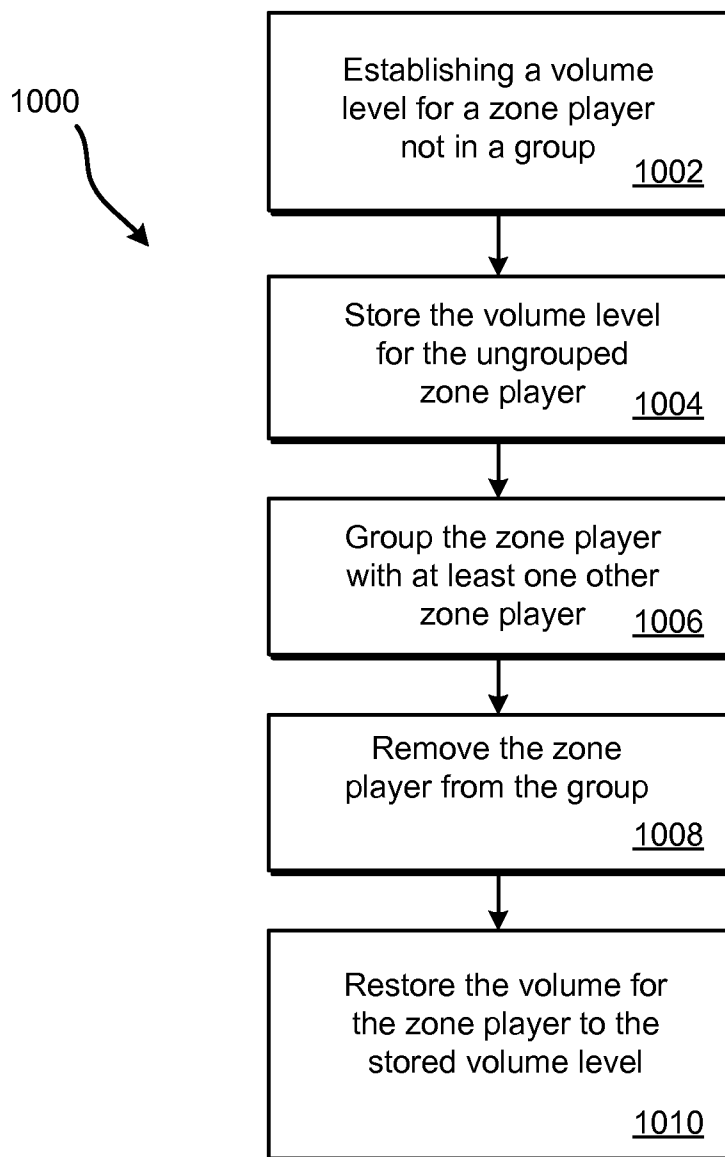 1000
Establishing a volume
level for a zone player
not in a group
1002
Store the volume level
for the ungrouped
zone player
1004
Group the zone player
with at least one other
zone player
1006
Remove the zone
player from the group
1008
Restore the volume for
the zone player to the
stored volume level
1010